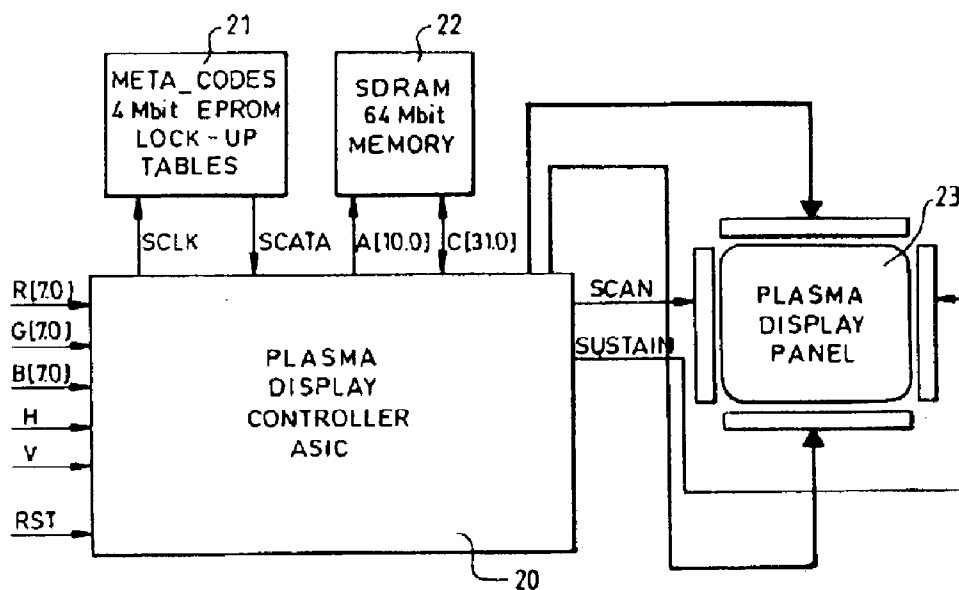 21
META_CODES
4 Mbit EPROM
LOCK-UP
TABLES
22
SDRAM
64 Mbit
MEMORY
23
SCLK
SCATA
A[10.0]
C[31.0]
R[7.0]
G[7.0]
B[7.0]
H
V
RST
PLASMA
DISPLAY
CONTROLLER
ASIC
SCAN
SUSTAIN
PLASMA
DISPLAY
PANEL
20